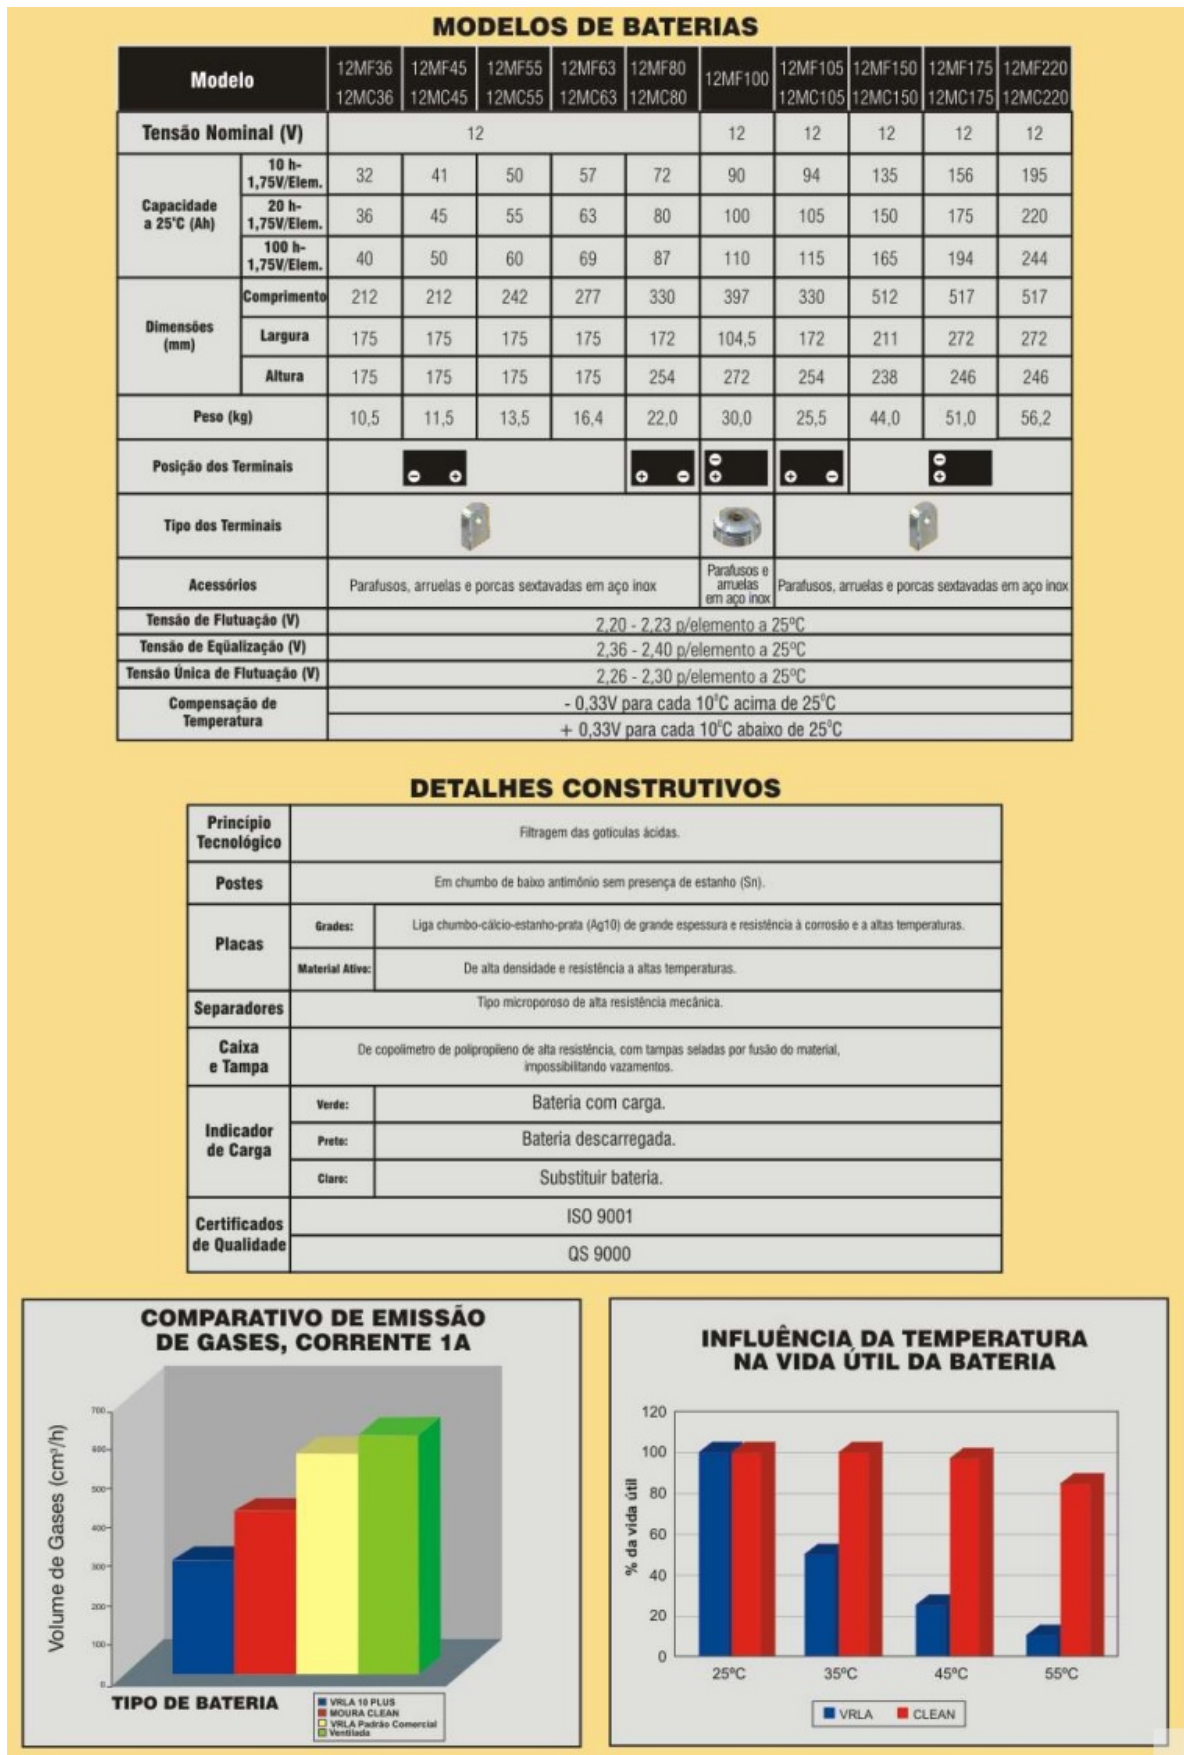 MODELOS DE BATERIAS
Modelo 12MF36 12MF45 12MF55 12MF63 12MF80 12MF100 12MF105 12MF150 12MF175 12MF220
12MC36 12MC45 12MC55 12MC63 12MC80 12MC105 12MC150 12MC175 12MC220
Tensão Nominal (V) 12 12 12 12 12 12
Capacidade a 25°C (Ah)
10 h-
1,75V/Elem. 32 41 50 57 72 90 94 135 156 195
20 h-
1,75V/Elem. 36 45 55 63 80 100 105 150 175 220
100 h-
1,75V/Elem. 40 50 60 69 87 110 115 165 194 244
Dimensões (mm)
Comprimento 212 212 242 277 330 397 330 512 517 517
Largura 175 175 175 175 172 104,5 172 211 272 272
Altura 175 175 175 175 254 272 254 238 246 246
Peso (kg) 10,5 11,5 13,5 16,4 22,0 30,0 25,5 44,0 51,0 56,2
Posição dos Terminais
Tipo dos Terminais
Acessórios Parafusos, arruelas e porcas sextavadas em aço inox Parafusos e arruelas em aço inox Parafusos, arruelas e porcas sextavadas em aço inox
Tensão de Flutuação (V) 2,20 - 2,23 p/elemento a 25ºC
Tensão de Eqüalização (V) 2,36 - 2,40 p/elemento a 25ºC
Tensão Única de Flutuação (V) 2,26 - 2,30 p/elemento a 25ºC
Compensação de Temperatura
- 0,33V para cada 10°C acima de 25°C
+ 0,33V para cada 10°C abaixo de 25°C
DETALHES CONSTRUTIVOS
Princípio Tecnológico Filtragem das gotículas ácidas.
Postes Em chumbo de baixo antimônio sem presença de estanho (Sn).
Placas
Grades: Liga chumbo-cálcio-estanho-prata (Ag10) de grande espessura e resistência à corrosão e a altas temperaturas.
Material Ativo: De alta densidade e resistência a altas temperaturas.
Separadores Tipo microporoso de alta resistência mecânica.
Caixa e Tampa De copolímetro de polipropileno de alta resistência, com tampas seladas por fusão do material,
impossibilitando vazamentos.
Indicador de Carga
Verde: Bateria com carga.
Preto: Bateria descarregada.
Claro: Substituir bateria.
Certificados de Qualidade
ISO 9001
QS 9000
COMPARATIVO DE EMISSÃO
DE GASES, CORRENTE 1A
Volume de Gases (cm³/h)
700
600
500
400
300
200
100
0
TIPO DE BATERIA
VRLA 10 PLUS
MOURA CLEAN
VRLA Padrão Comercial
Ventilada
INFLUÊNCIA DA TEMPERATURA
NA VIDA ÚTIL DA BATERIA
% da vida útil
120
100
80
60
40
20
0
25ºC 35ºC 45ºC 55ºC
VRLA CLEAN